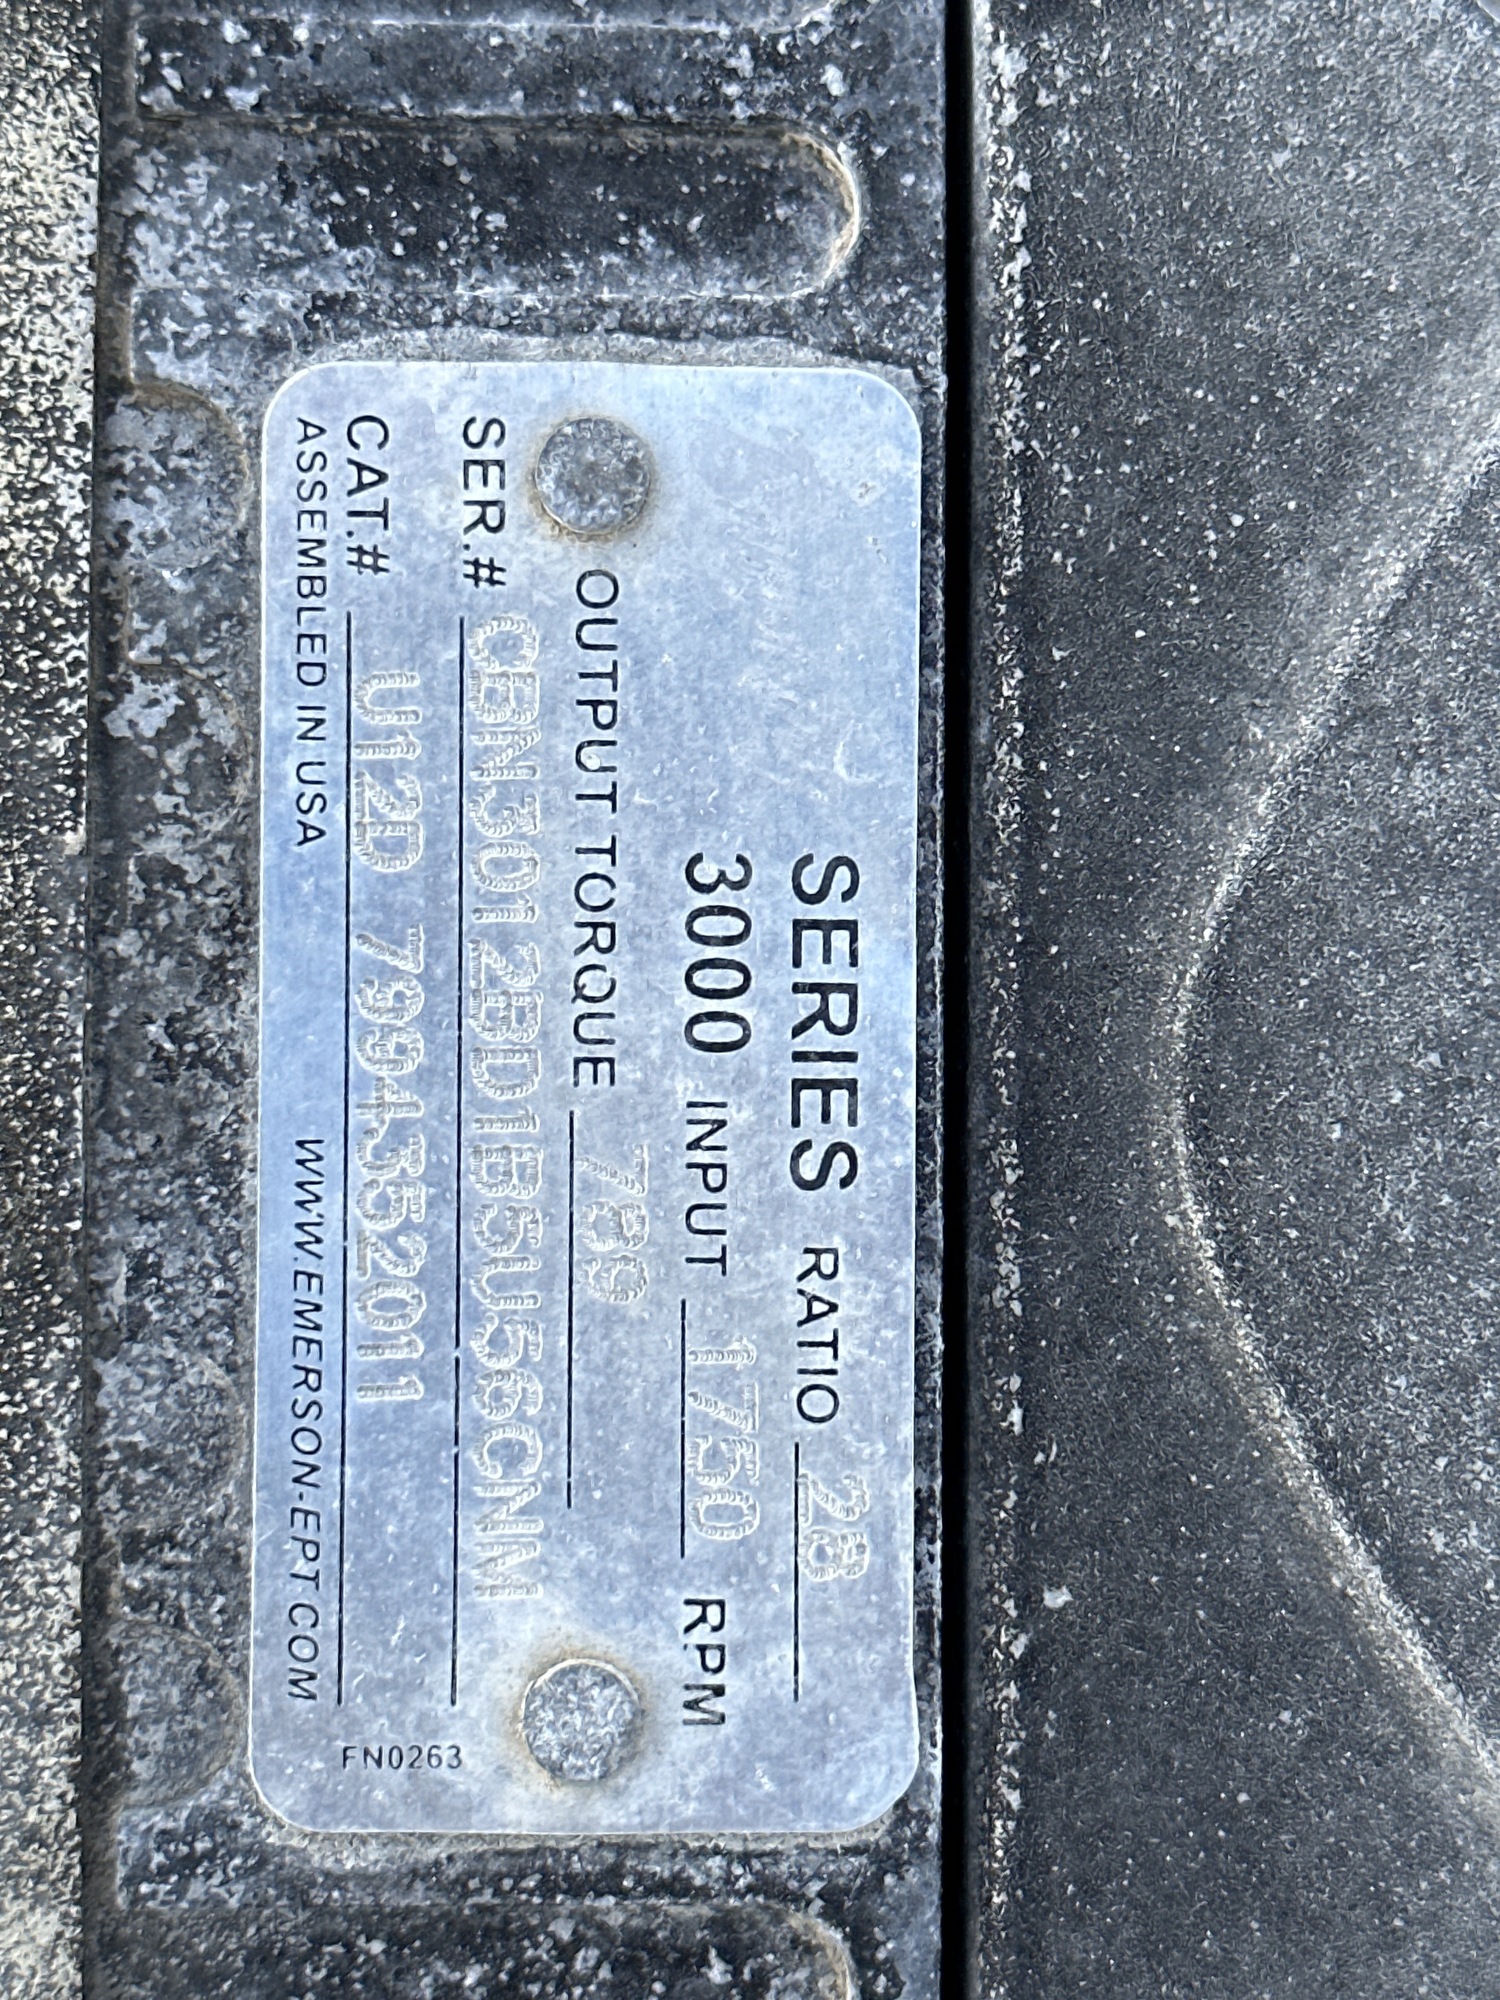 SERIES RATIO 28
3000 INPUT 1750 RPM
OUTPUT TORQUE 789
SER.# CBN3012BD1B5U56CNM
CAT.# U12D 7994352011
ASSEMBLED IN USA WWW.EMERSON-EPT.COM
FN0263